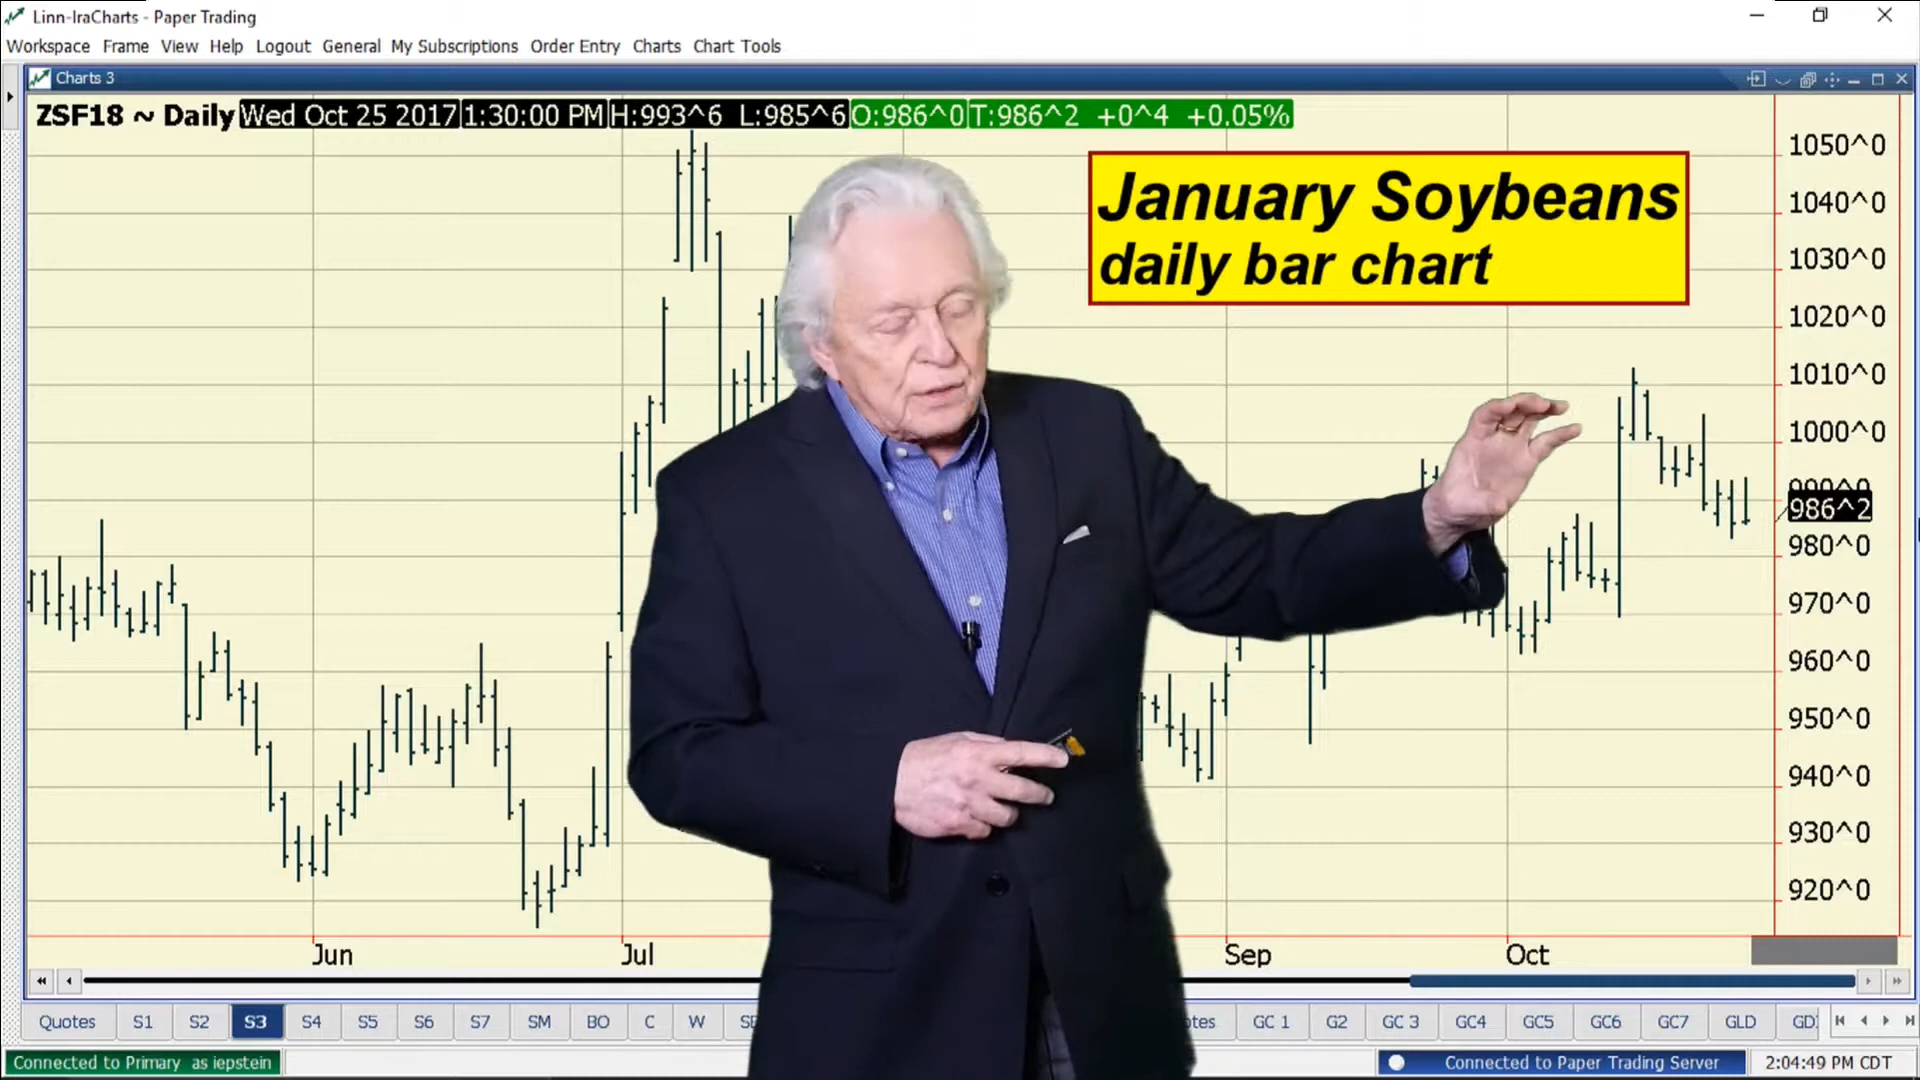 Linn-IraCharts - Paper Trading
Workspace Frame View Help Logout General My Subscriptions Order Entry Charts Chart Tools
Charts 3
ZSF18 ~ Daily Wed Oct 25 2017 1:30:00 PM H:993^6 L:985^6 O:986^0 T:986^2 +0^4 +0.05%
January Soybeans
daily bar chart
1050^0
1040^0
1030^0
1020^0
1010^0
1000^0
990^0
986^2
980^0
970^0
960^0
950^0
940^0
930^0
920^0
Jun Jul Sep Oct
Quotes S1 S2 S3 S4 S5 S6 S7 SM BO C W GC 1 G2 GC 3 GC4 GC5 GC6 GC7 GLD GD
Connected to Primary as iepstein Connected to Paper Trading Server 2:04:49 PM CDT